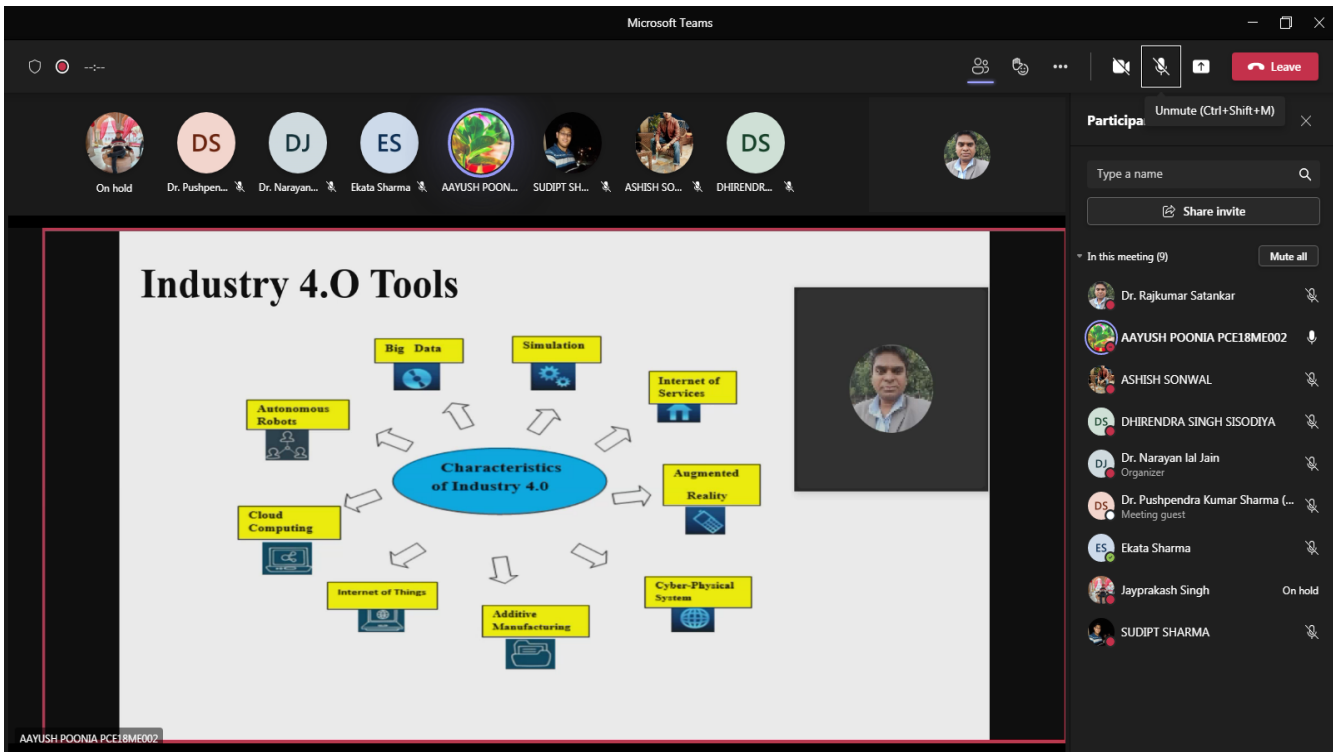 Microsoft Teams
--:--
Leave
Unmute (Ctrl+Shift+M)
On hold
DS
Dr. Pushpen...
DJ
Dr. Narayan...
ES
Ekata Sharma
AAYUSH POON...
SUDIPT SH...
ASHISH SO...
DS
DHIRENDR...
Participa
Type a name
Share invite
In this meeting (9)
Mute all
Dr. Rajkumar Satankar
AAYUSH POONIA PCE18ME002
ASHISH SONWAL
DS
DHIRENDRA SINGH SISODIYA
DJ
Dr. Narayan lal Jain
Organizer
DS
Dr. Pushpendra Kumar Sharma (...
Meeting guest
ES
Ekata Sharma
Jayprakash Singh
On hold
SUDIPT SHARMA
Industry 4.O Tools
Big Data
Simulation
Internet of
Services
Autonomous
Robots
Characteristics
of Industry 4.0
Augmented
Reality
Cloud
Computing
Internet of Things
Additive
Manufacturing
Cyber-Physical
System
AAYUSH POONIA PCE18ME002